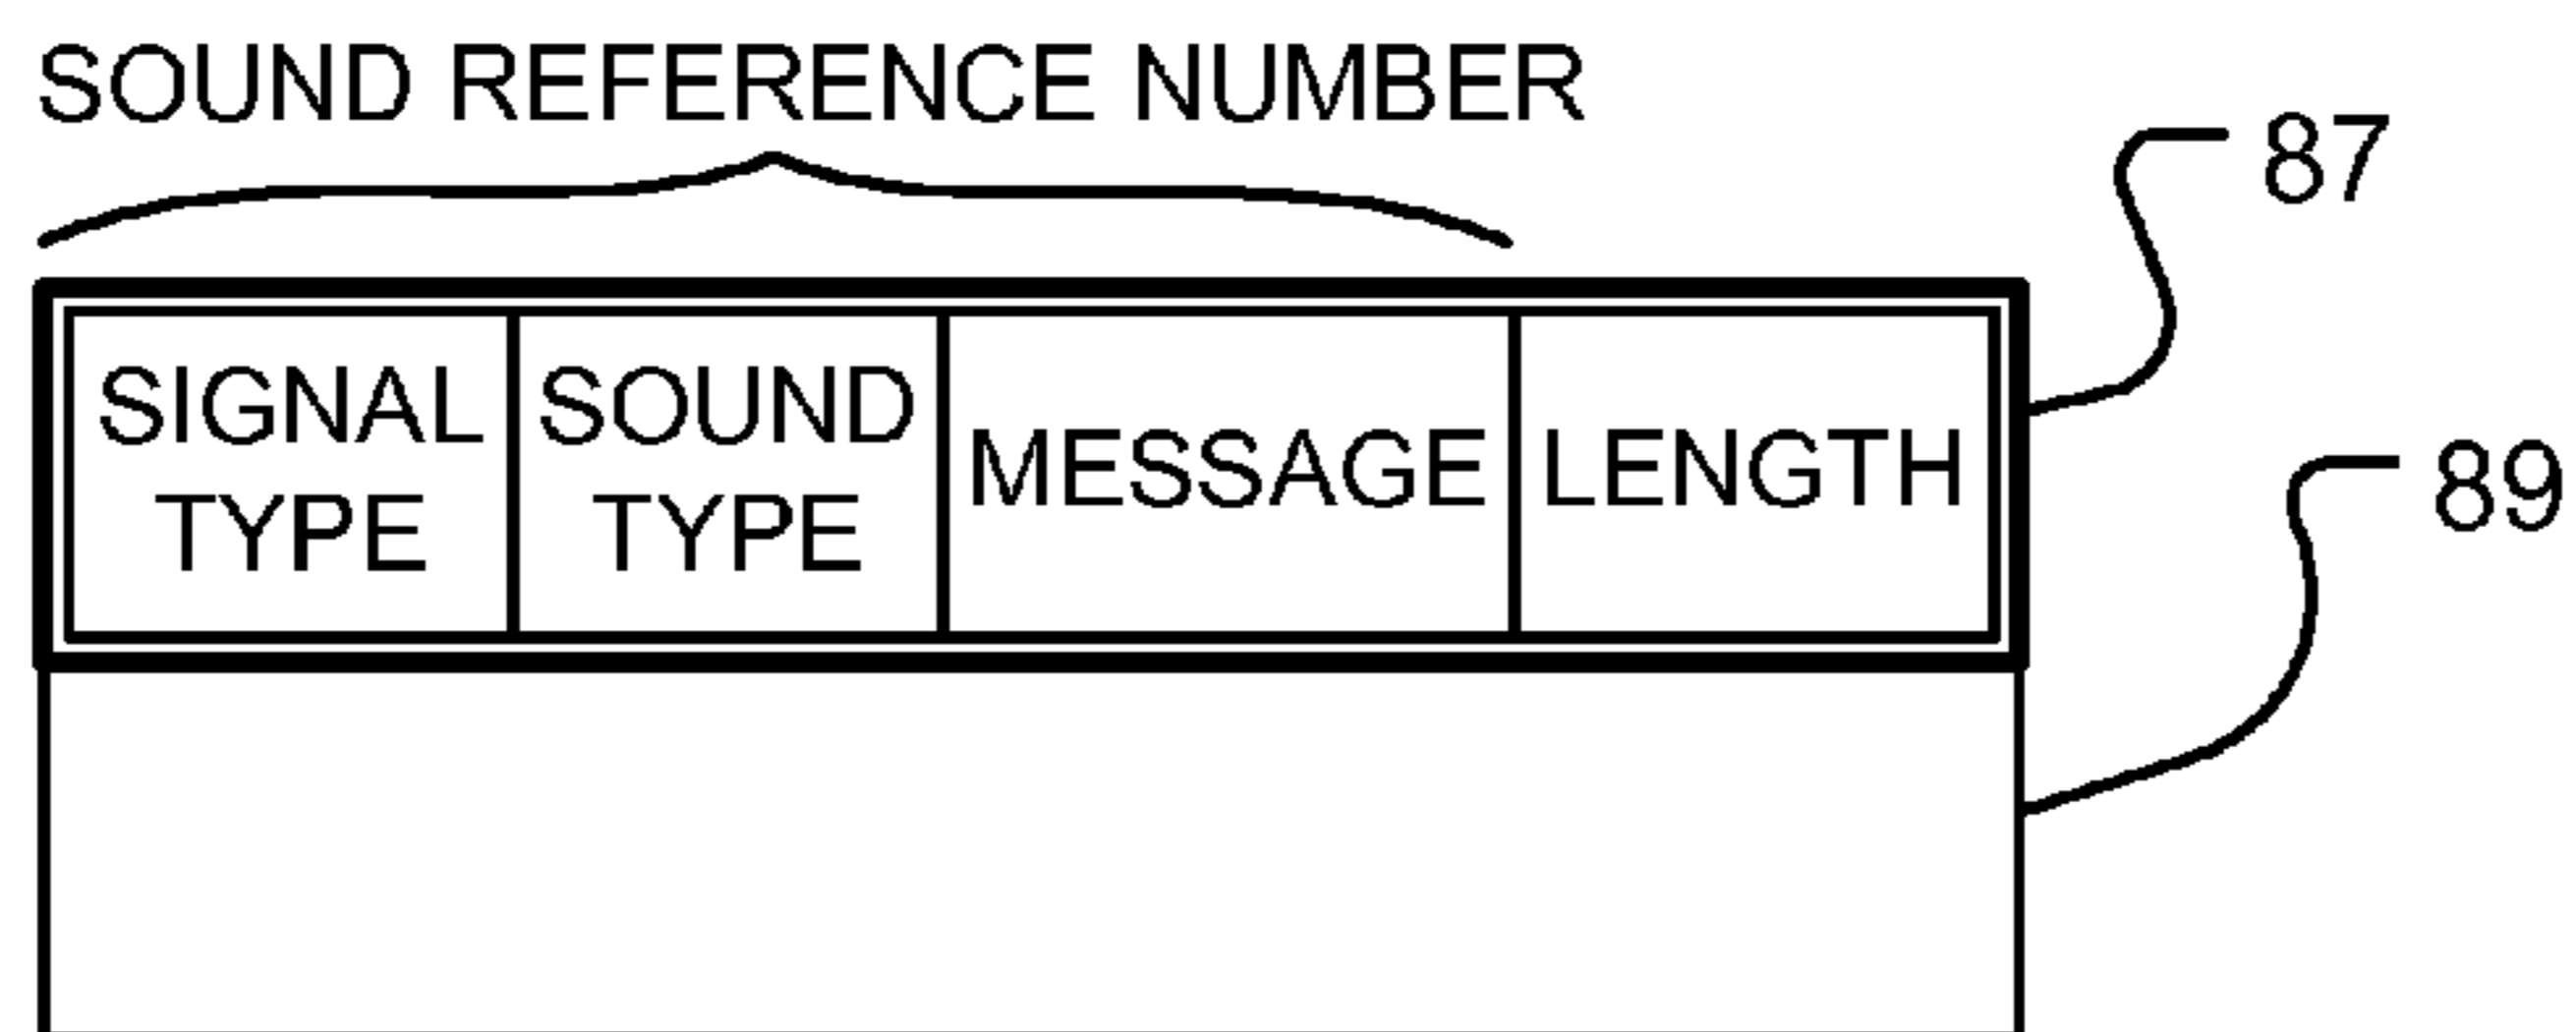 SOUND REFERENCE NUMBER
87
SIGNAL TYPE
SOUND TYPE
MESSAGE
LENGTH
89